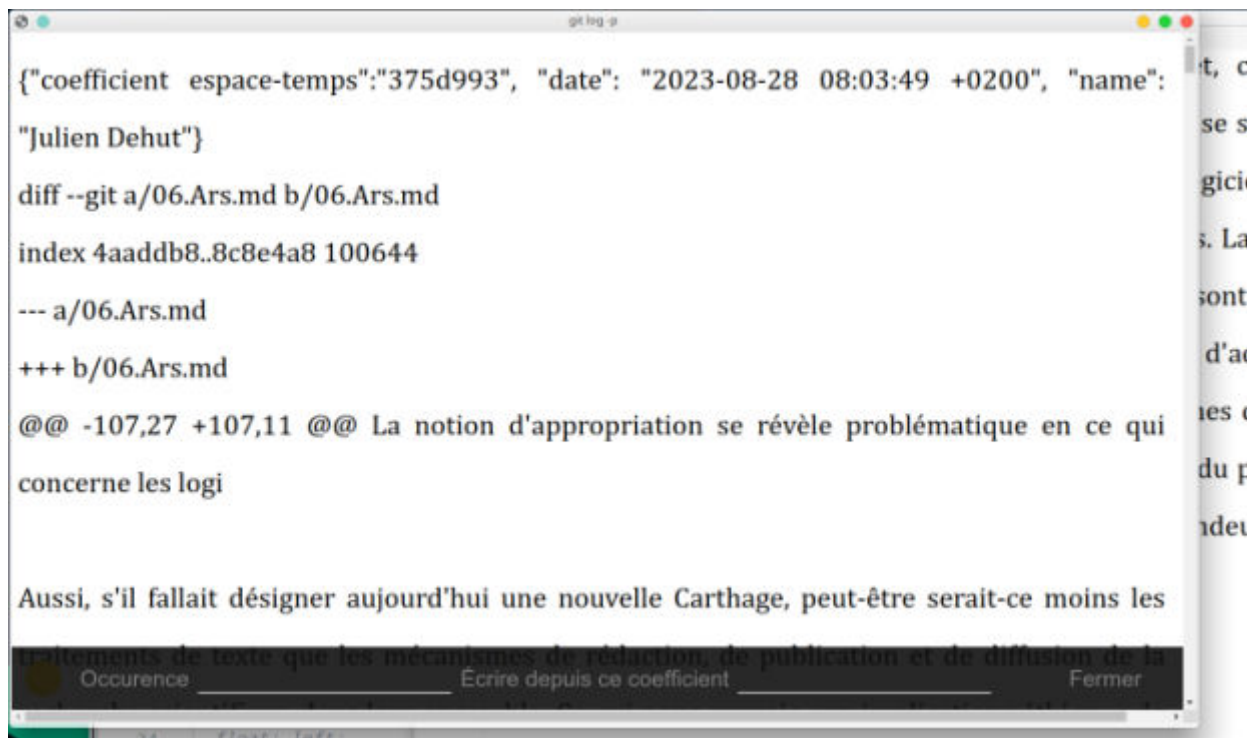 git log -p
{"coefficient espace-temps":"375d993", "date": "2023-08-28 08:03:49 +0200", "name":
"Julien Dehut"}
diff --git a/06.Ars.md b/06.Ars.md
index 4aaddb8..8c8e4a8 100644
--- a/06.Ars.md
+++ b/06.Ars.md
@@ -107,27 +107,11 @@ La notion d'appropriation se révèle problématique en ce qui
concerne les logi
Aussi, s'il fallait désigner aujourd'hui une nouvelle Carthage, peut-être serait-ce moins les
traitements de texte que les mécanismes de rédaction, de publication et de diffusion de la
Occurence Écrire depuis ce coefficient Fermer
t, c
se s
s. La
sont
d'ac
du p